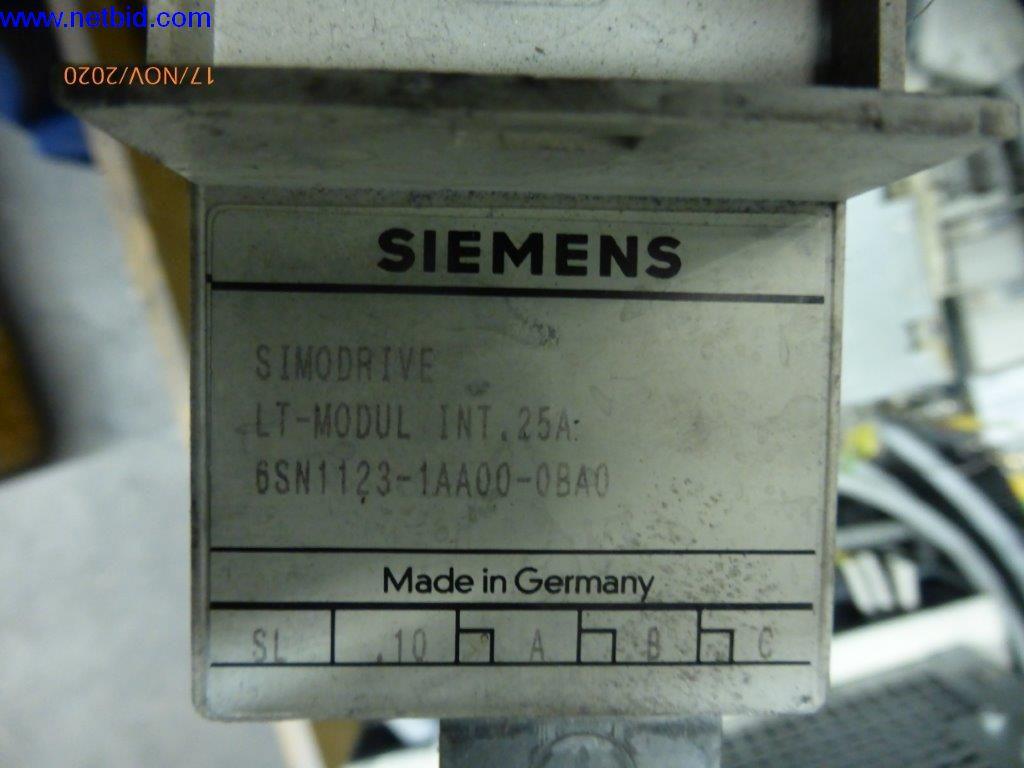 www.netbid.com
17/NOV/2020
SIEMENS
SIMODRIVE
LT-MODUL INT.25A
6SN1123-1AA00-0BA0
Made in Germany
SL .10 A B C